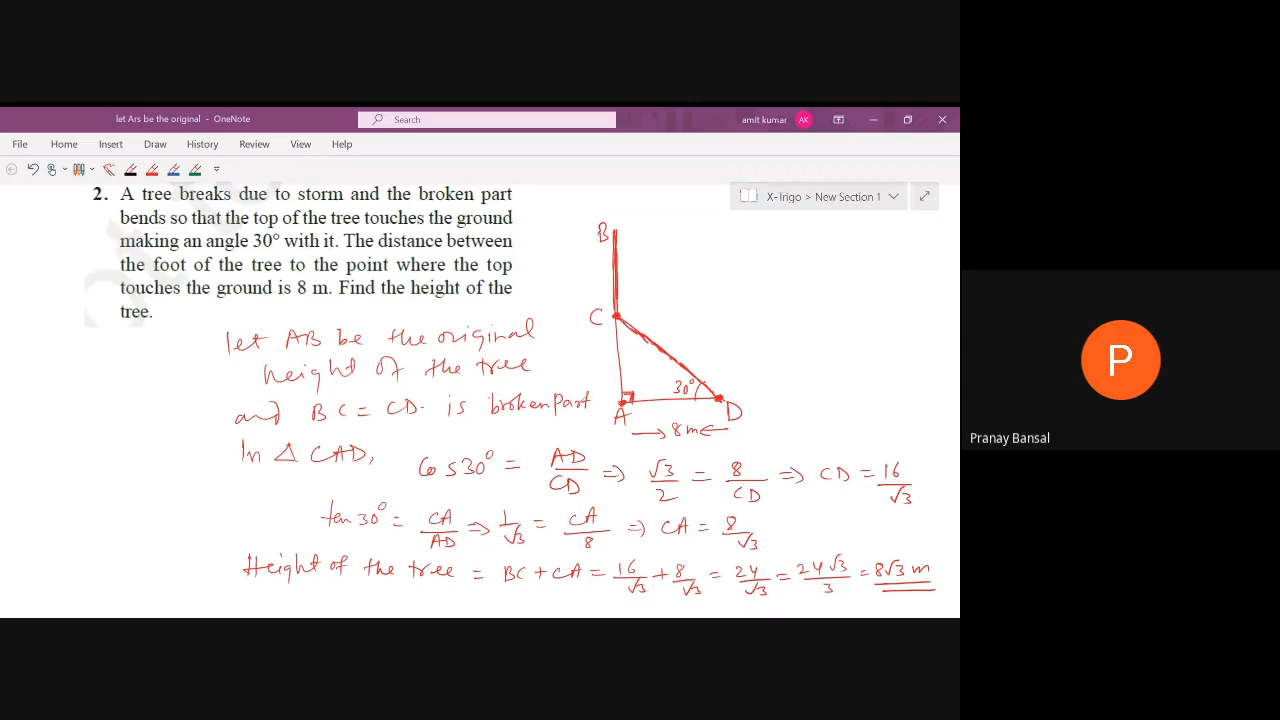 let Ars be the original - OneNote
Search
amit kumar AK
File Home Insert Draw History Review View Help
X-Trigo > New Section 1
2. A tree breaks due to storm and the broken part
bends so that the top of the tree touches the ground
making an angle 30° with it. The distance between
the foot of the tree to the point where the top
touches the ground is 8 m. Find the height of the
tree.
B
C
30°
A
D
8 m
let AB be the original
height of the tree
and BC = CD. is broken part
In △ CAD,
Cos 30° = AD/CD ⇒ √3/2 = 8/CD ⇒ CD = 16/√3
tan 30° = CA/AD ⇒ 1/√3 = CA/8 ⇒ CA = 8/√3
Height of the tree = BC + CA = 16/√3 + 8/√3 = 24/√3 = 24√3/3 = 8√3 m
P
Pranay Bansal